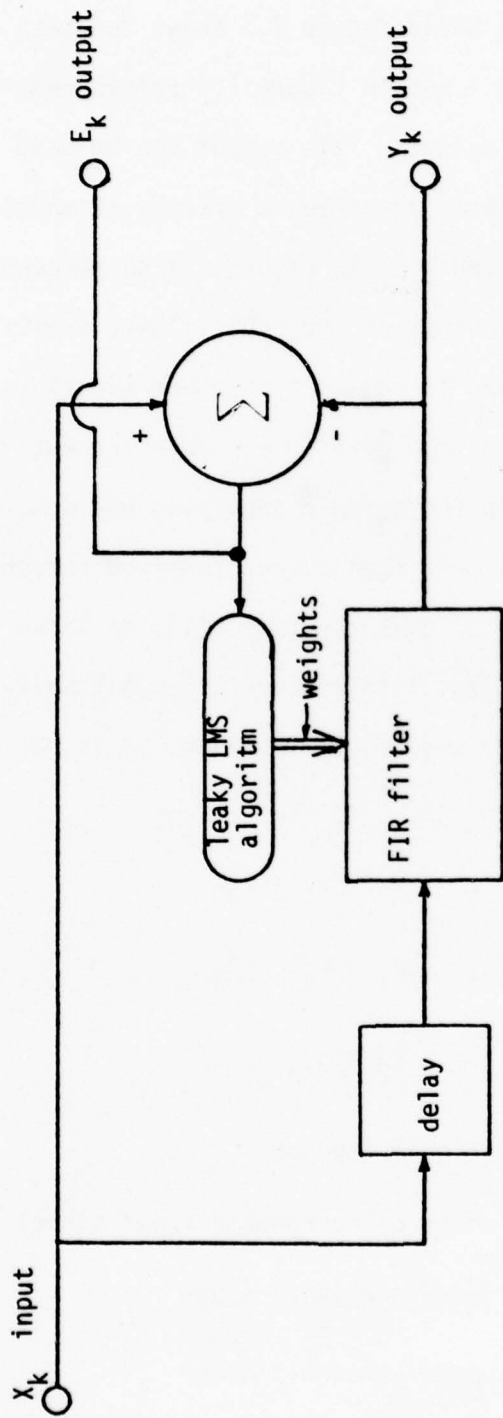 X_k input
E_k output
+
Σ
-
leaky LMS
algoritm
weights
delay
FIR filter
Y_k output